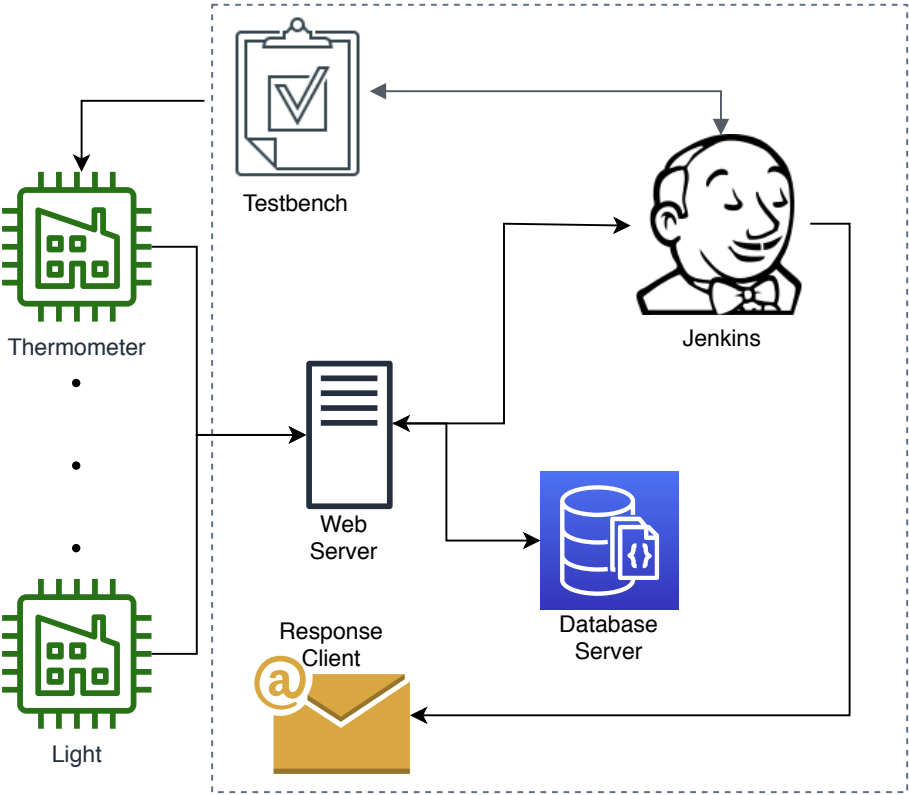 Testbench
Thermometer
Jenkins
Web
Server
Database
Server
Response
Client
@
{}
Light